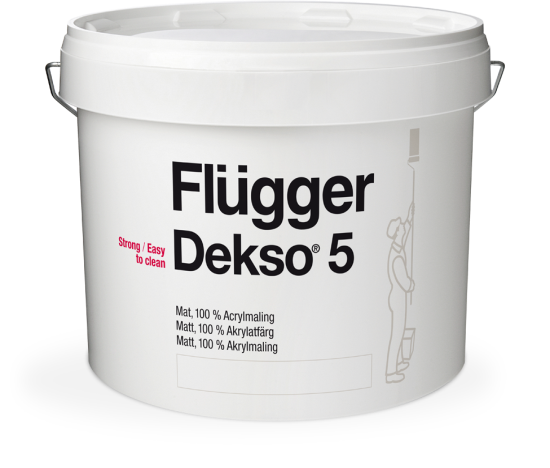 Flügger
Strong / Easy
to clean
Dekso® 5
Mat, 100 % Acrylmaling
Matt, 100 % Akrylatfärg
Matt, 100 % Akrylmaling